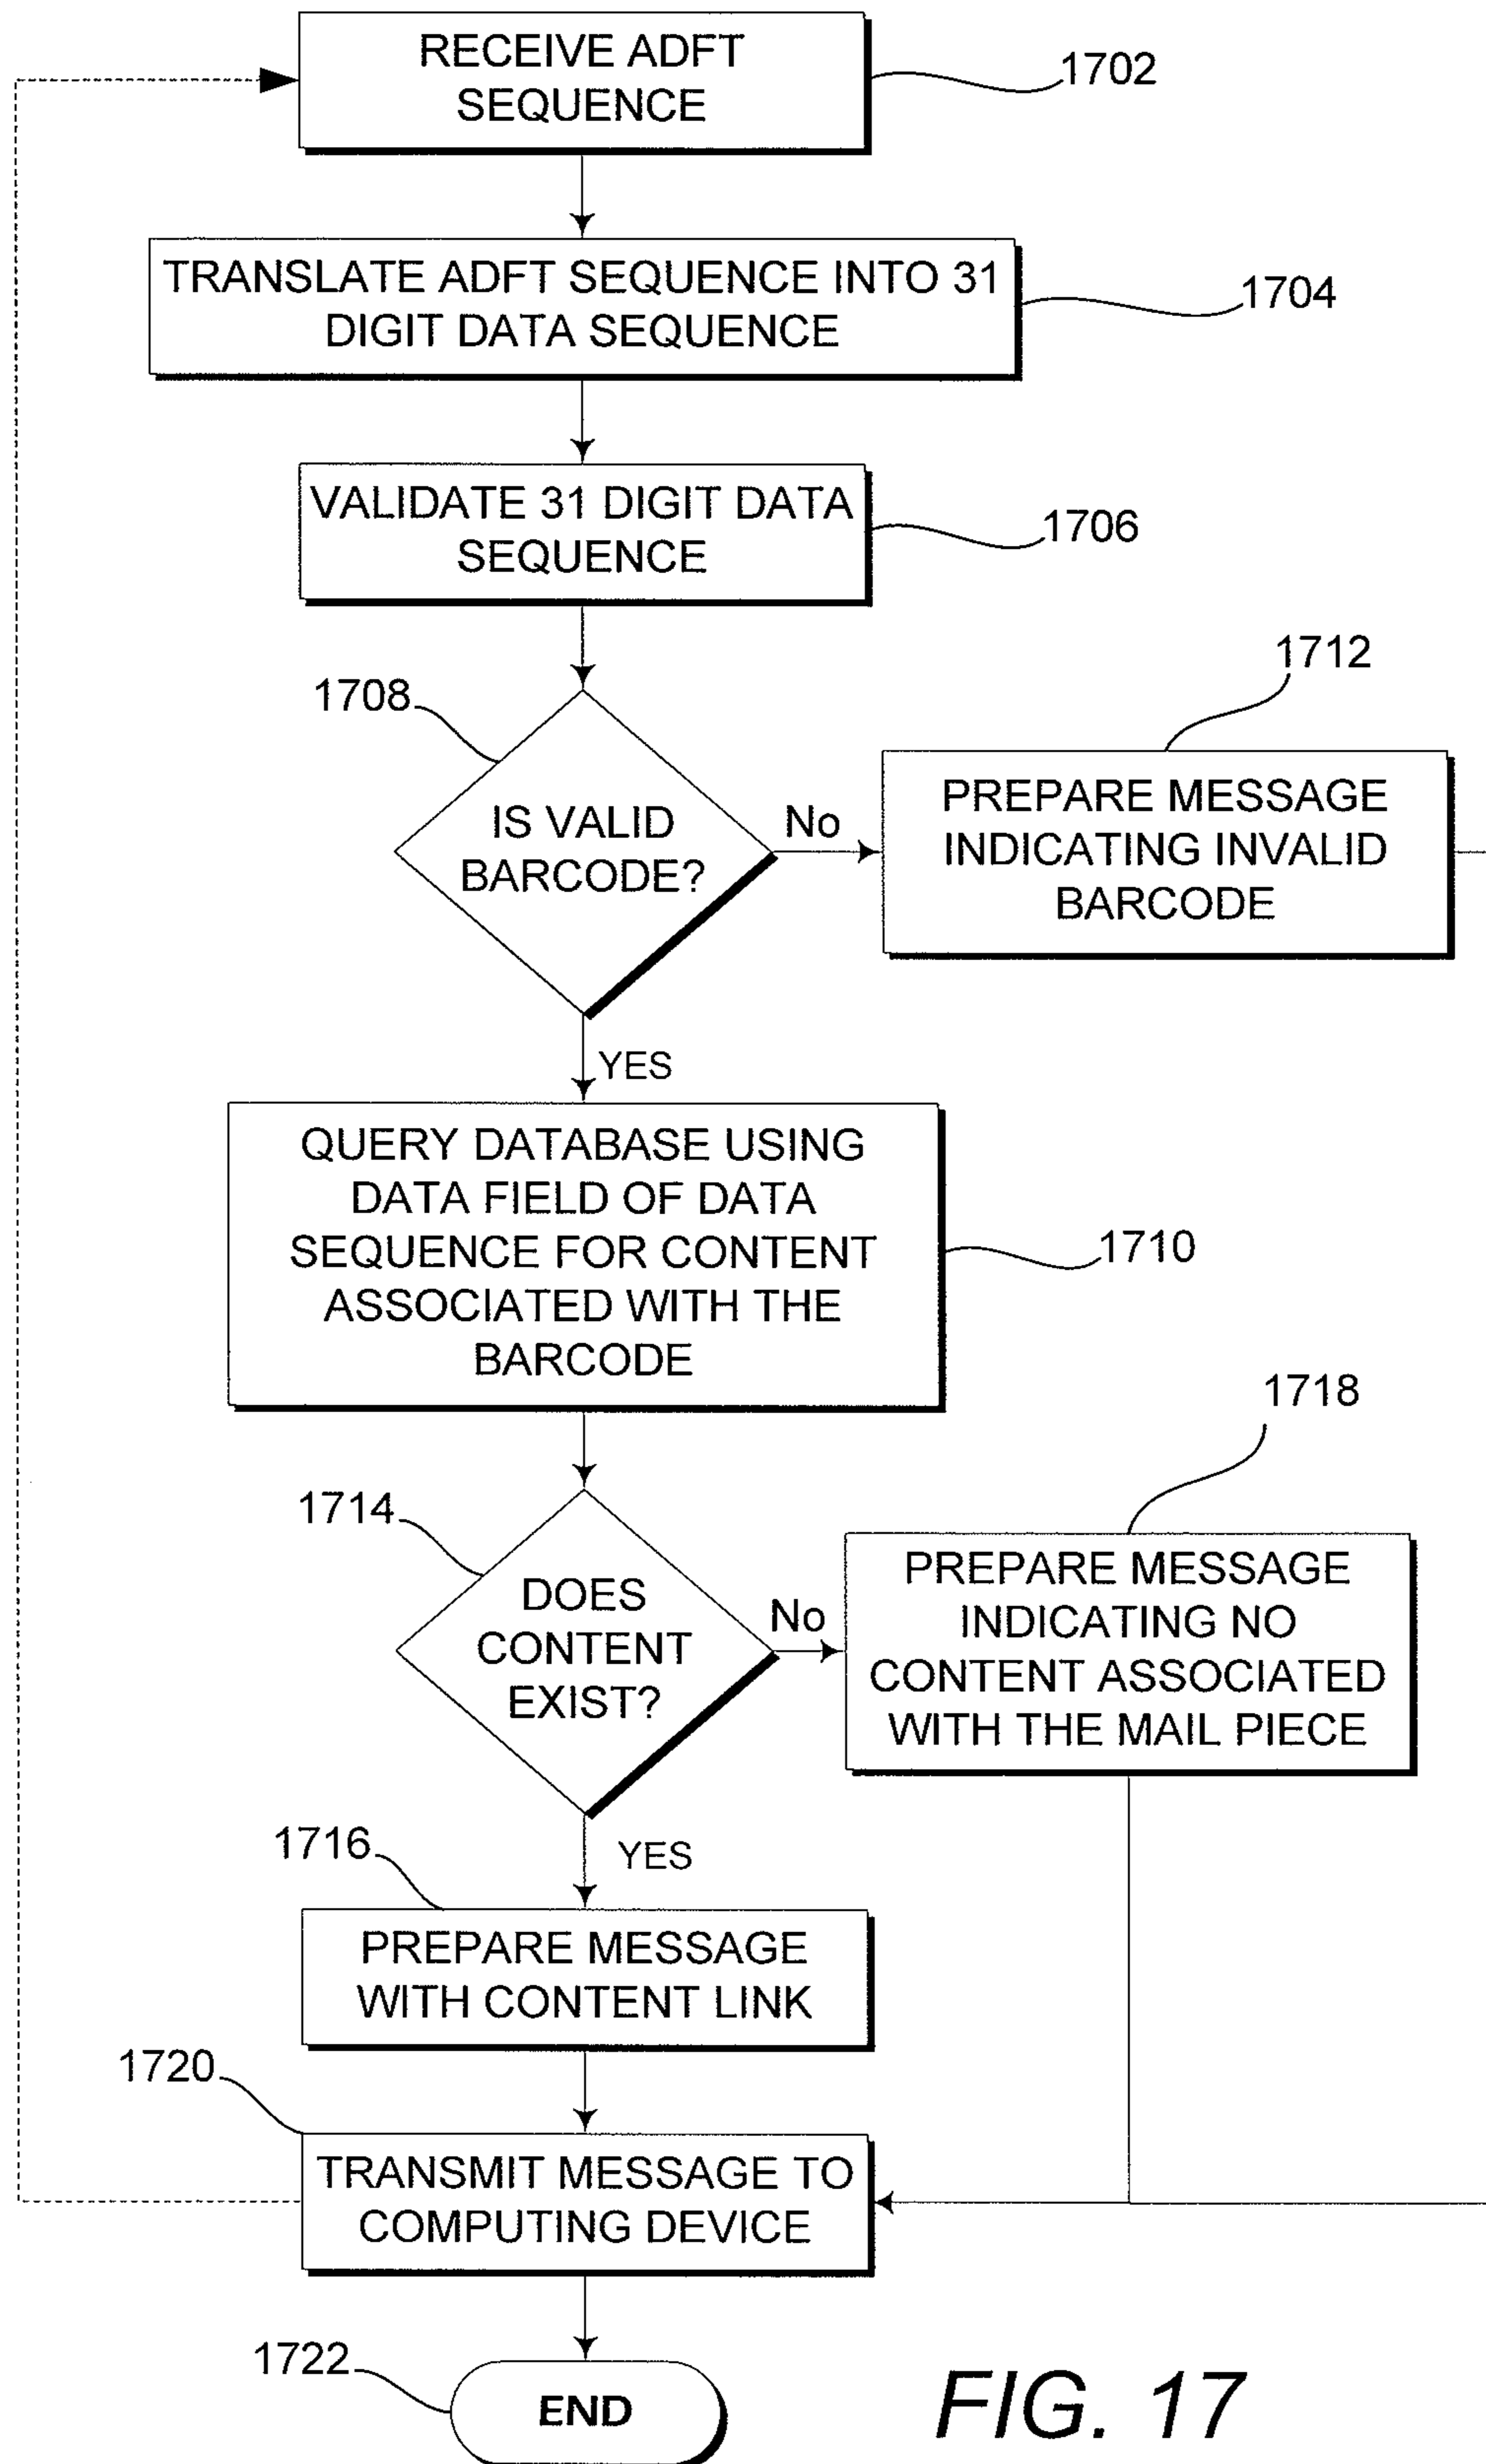 RECEIVE ADFT
SEQUENCE
1702
TRANSLATE ADFT SEQUENCE INTO 31
DIGIT DATA SEQUENCE
1704
VALIDATE 31 DIGIT DATA
SEQUENCE
1706
1708
IS VALID
BARCODE?
No
1712
PREPARE MESSAGE
INDICATING INVALID
BARCODE
YES
QUERY DATABASE USING
DATA FIELD OF DATA
SEQUENCE FOR CONTENT
ASSOCIATED WITH THE
BARCODE
1710
1714
DOES
CONTENT
EXIST?
No
1718
PREPARE MESSAGE
INDICATING NO
CONTENT ASSOCIATED
WITH THE MAIL PIECE
YES
1716
PREPARE MESSAGE
WITH CONTENT LINK
1720
TRANSMIT MESSAGE TO
COMPUTING DEVICE
1722
END
FIG. 17